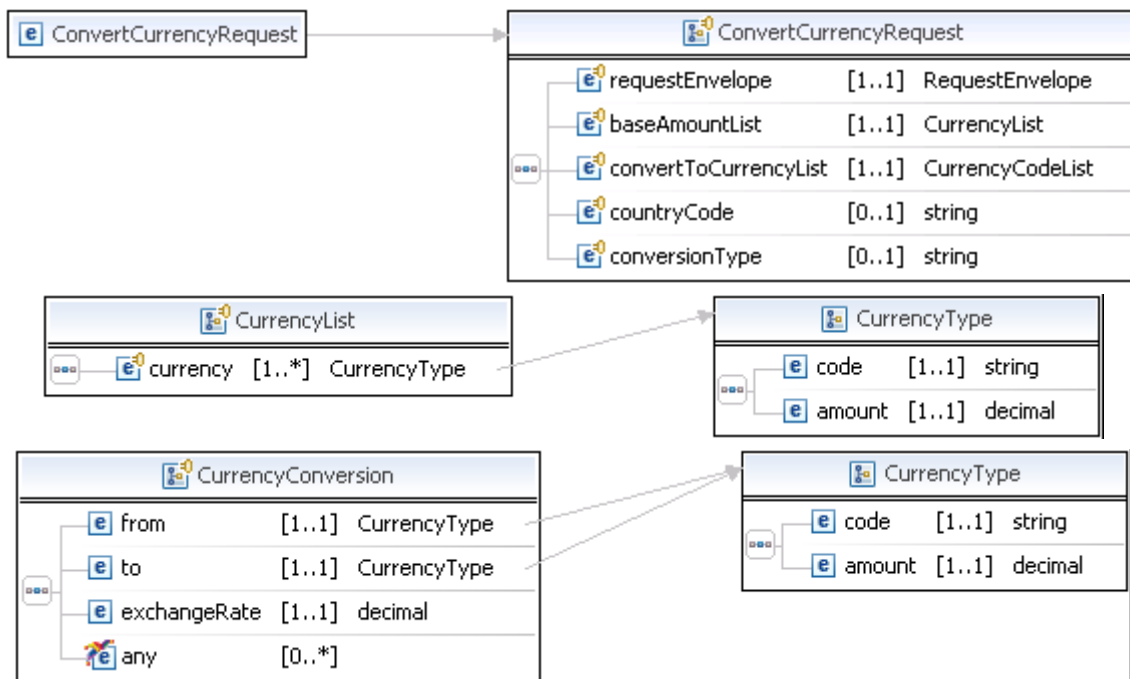 e ConvertCurrencyRequest
ConvertCurrencyRequest
e requestEnvelope [1..1] RequestEnvelope
e baseAmountList [1..1] CurrencyList
e convertToCurrencyList [1..1] CurrencyCodeList
e countryCode [0..1] string
e conversionType [0..1] string
CurrencyList
e currency [1..*] CurrencyType
CurrencyType
e code [1..1] string
e amount [1..1] decimal
CurrencyConversion
e from [1..1] CurrencyType
e to [1..1] CurrencyType
e exchangeRate [1..1] decimal
e any [0..*]
CurrencyType
e code [1..1] string
e amount [1..1] decimal